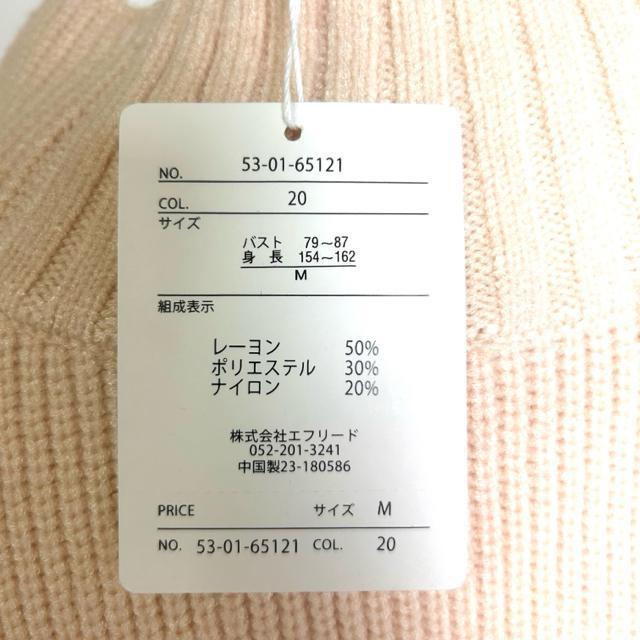 NO. 53-01-65121
COL. 20
サイズ
バスト 79～87
身 長 154～162
M
組成表示
レーヨン 50%
ポリエステル 30%
ナイロン 20%
株式会社エフリード
052-201-3241
中国製23-180586
PRICE サイズ M
NO. 53-01-65121 COL. 20